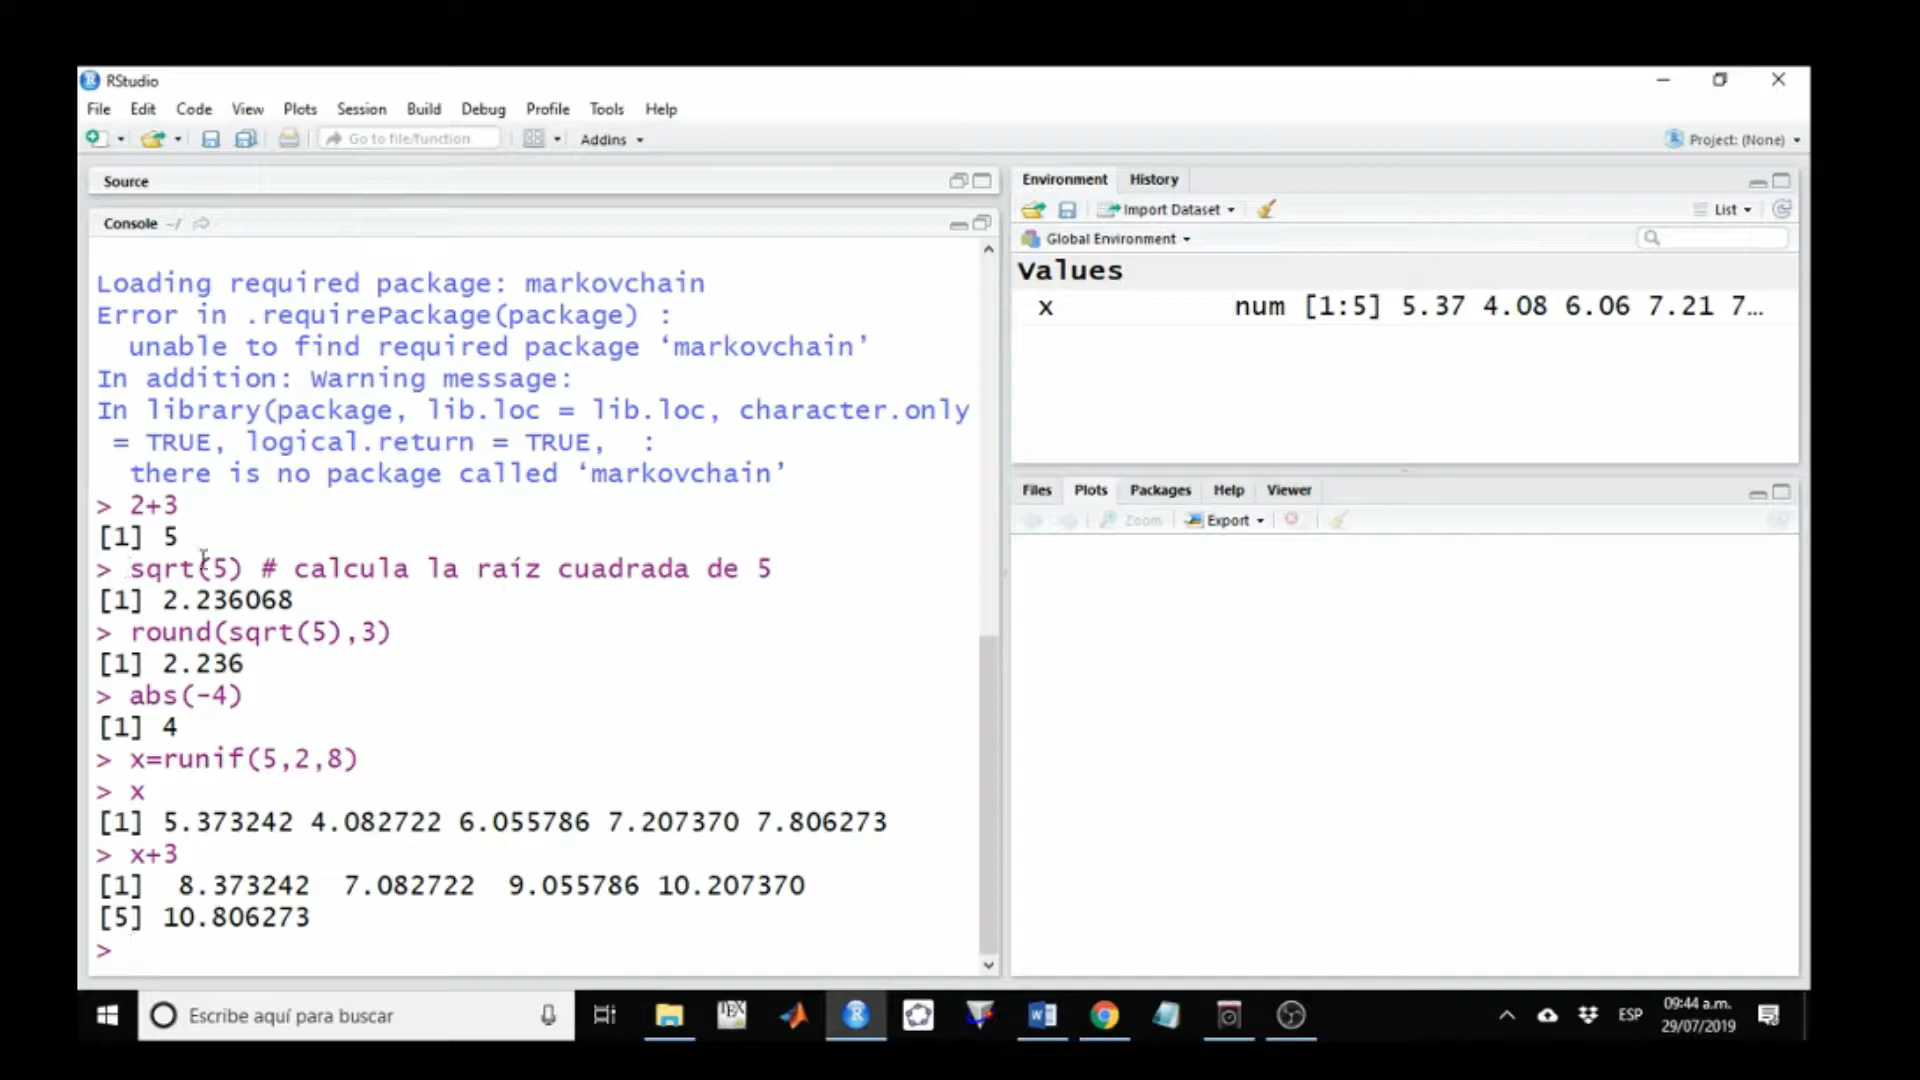 RStudio
File Edit Code View Plots Session Build Debug Profile Tools Help
Go to file/function Addins Project: (None)
Source
Console ~/
Loading required package: markovchain
Error in .requirePackage(package) :
unable to find required package ‘markovchain’
In addition: Warning message:
In library(package, lib.loc = lib.loc, character.only
= TRUE, logical.return = TRUE, :
there is no package called ‘markovchain’
> 2+3
[1] 5
> sqrt(5) # calcula la raíz cuadrada de 5
[1] 2.236068
> round(sqrt(5),3)
[1] 2.236
> abs(-4)
[1] 4
> x=runif(5,2,8)
> x
[1] 5.373242 4.082722 6.055786 7.207370 7.806273
> x+3
[1] 8.373242 7.082722 9.055786 10.207370
[5] 10.806273
>
Environment History
Import Dataset List
Global Environment
Values
x num [1:5] 5.37 4.08 6.06 7.21 7…
Files Plots Packages Help Viewer
Zoom Export
Escribe aquí para buscar
TEX
ESP
09:44 a.m.
29/07/2019